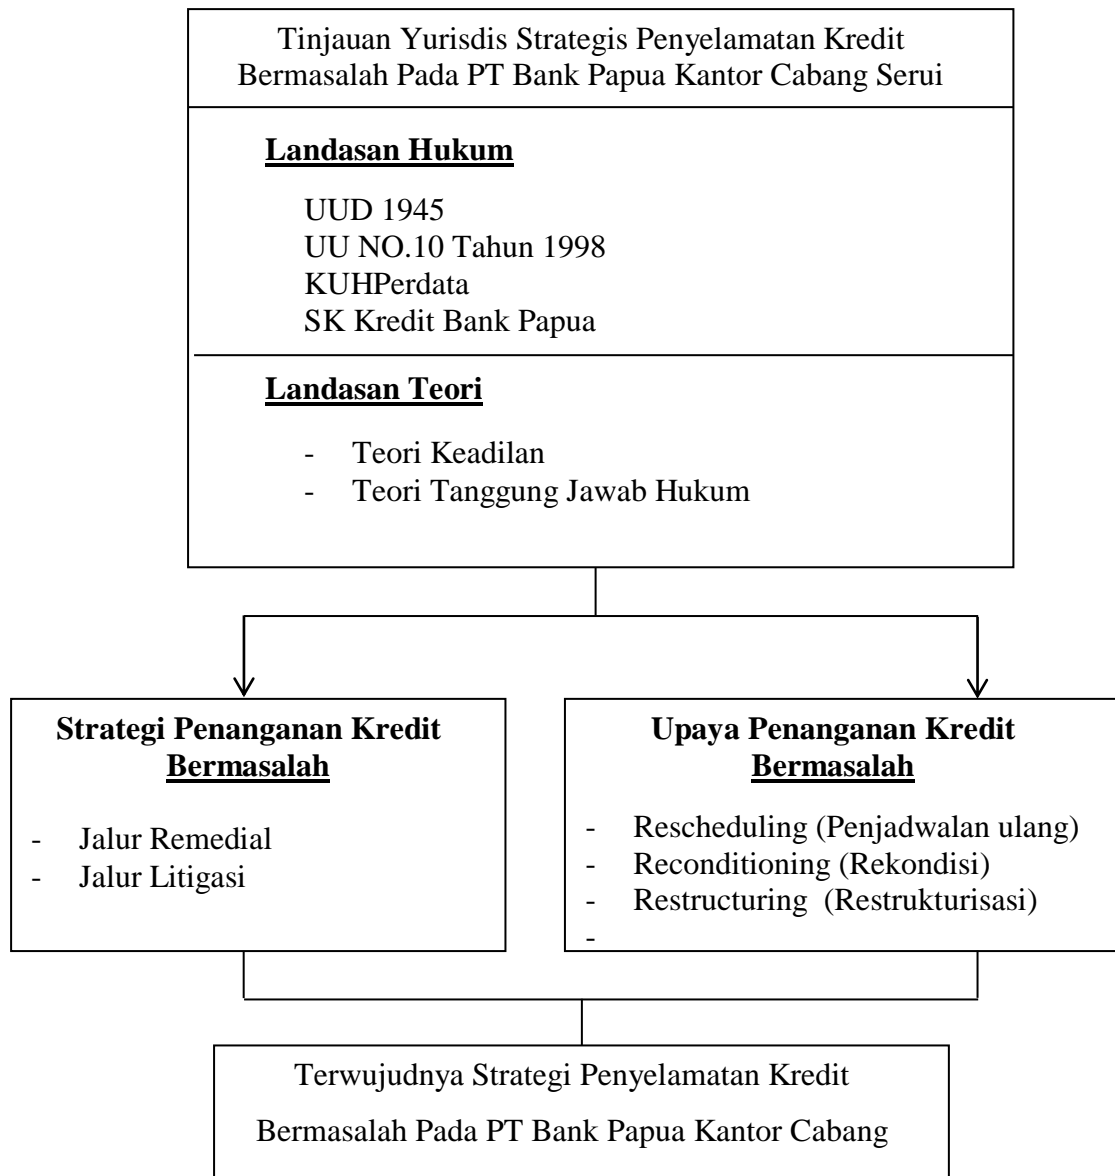 Tinjauan Yurisdis Strategis Penyelamatan Kredit
Bermasalah Pada PT Bank Papua Kantor Cabang Serui
Landasan Hukum
UUD 1945
UU NO.10 Tahun 1998
KUHPerdata
SK Kredit Bank Papua
Landasan Teori
- Teori Keadilan
- Teori Tanggung Jawab Hukum
Strategi Penanganan Kredit
Bermasalah
- Jalur Remedial
- Jalur Litigasi
Upaya Penanganan Kredit
Bermasalah
- Rescheduling (Penjadwalan ulang)
- Reconditioning (Rekondisi)
- Restructuring (Restrukturisasi)
-
Terwujudnya Strategi Penyelamatan Kredit
Bermasalah Pada PT Bank Papua Kantor Cabang